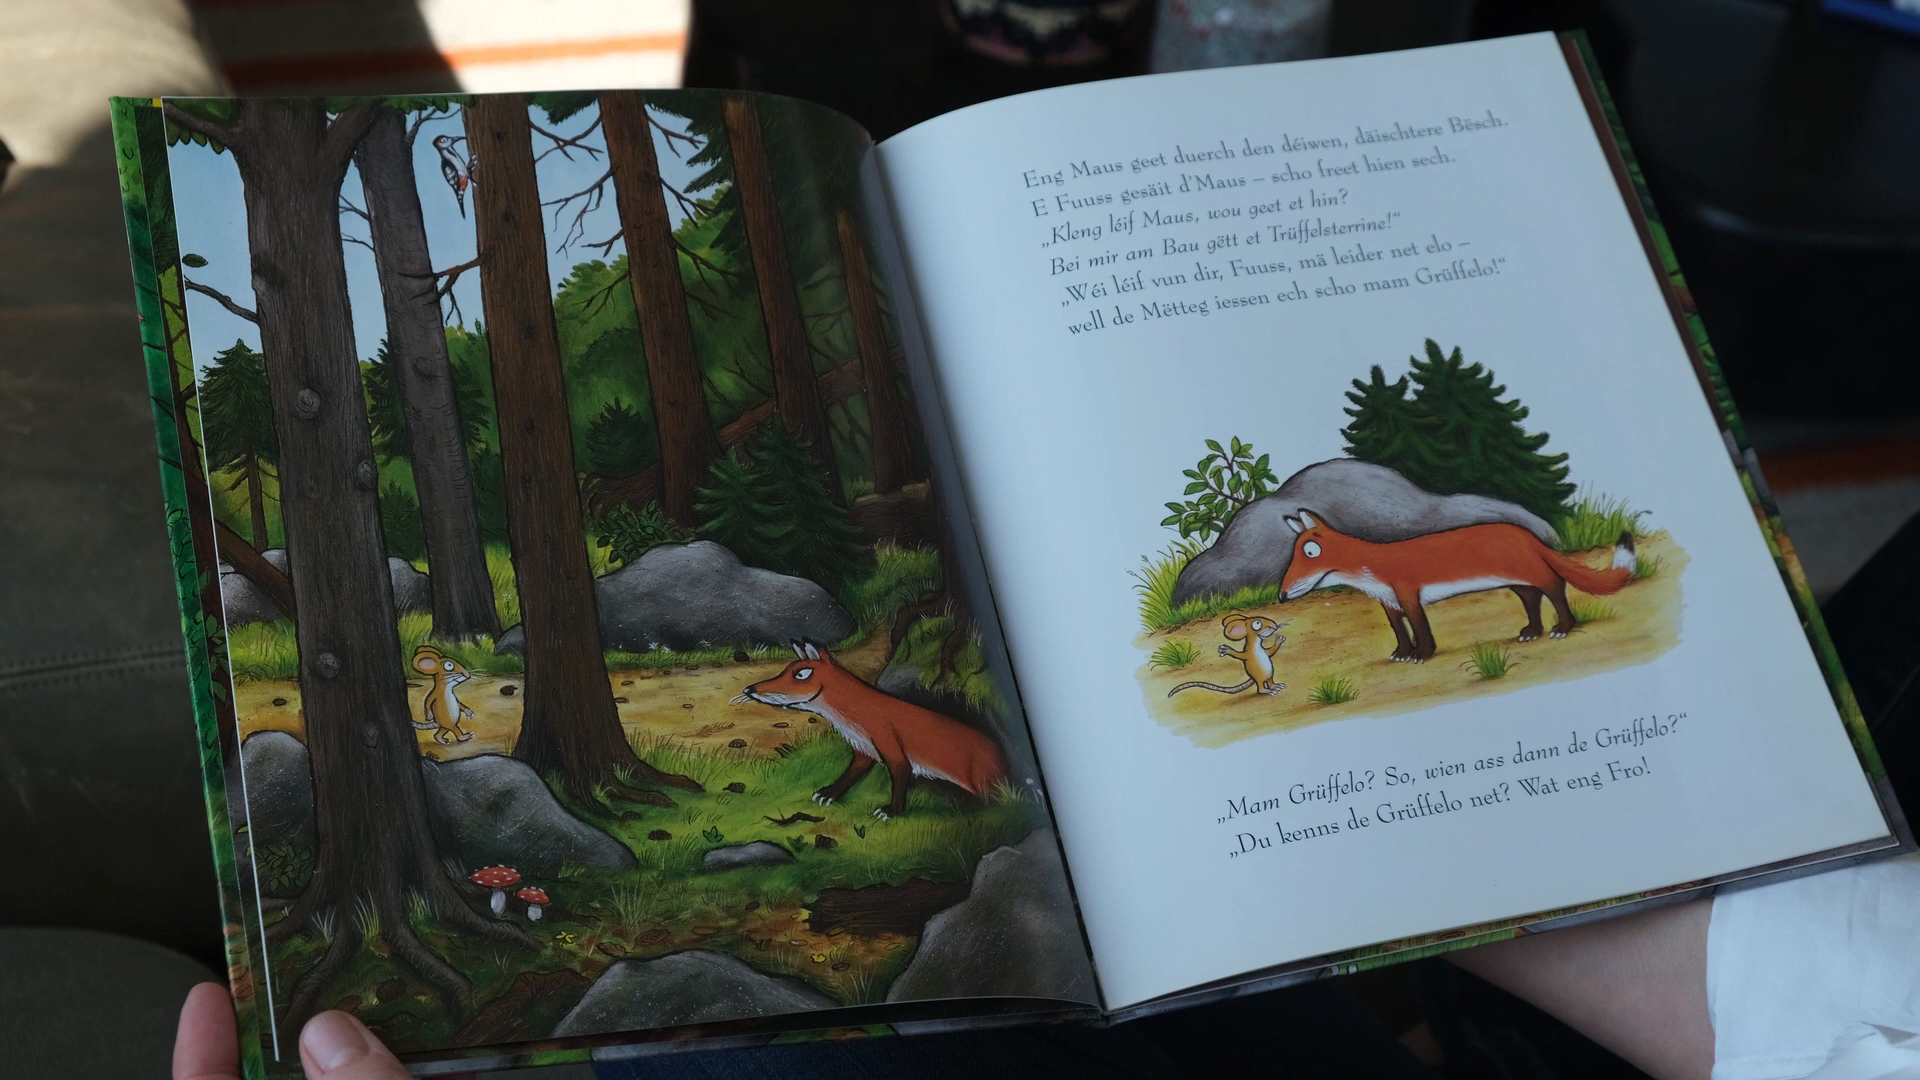 Eng Maus geet duerch den déiwen, däischtere Bësch.
E Fuuss gesäit d'Maus – scho freet hien sech.
„Kleng léif Maus, wou geet et hin?
Bei mir am Bau gëtt et Trüffelsterrine!“
„Wéi léif vun dir, Fuuss, mä leider net elo –
well de Mëtteg iessen ech scho mam Grüffelo!“
„Mam Grüffelo? So, wien ass dann de Grüffelo?“
„Du kenns de Grüffelo net? Wat eng Fro!